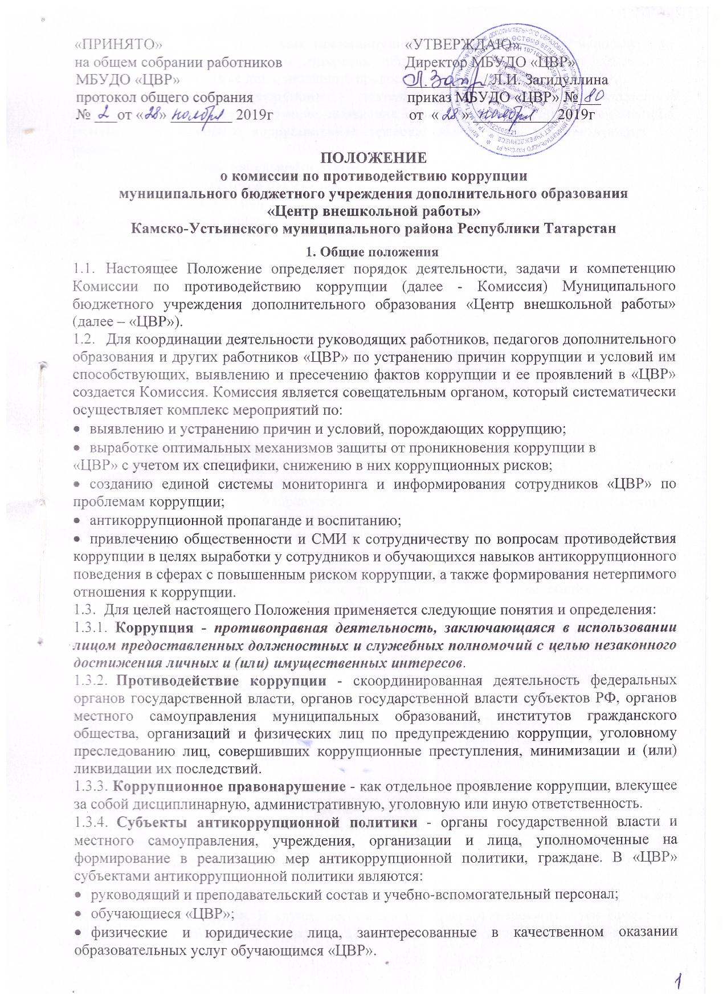 «ПРИНЯТО»
на общем собрании работников
МБУДО «ЦВР»
протокол общего собрания
№ 2 от «28» ноября 2019г
«УТВЕРЖДАЮ»
Директор МБУДО «ЦВР»
/ Л.И. Загидуллина
приказ МБУДО «ЦВР» № 80
от «28» ноября 2019г
ПОЛОЖЕНИЕ
о комиссии по противодействию коррупции
муниципального бюджетного учреждения дополнительного образования
«Центр внешкольной работы»
Камско-Устьинского муниципального района Республики Татарстан
1. Общие положения
1.1. Настоящее Положение определяет порядок деятельности, задачи и компетенцию
Комиссии по противодействию коррупции (далее - Комиссия) Муниципального
бюджетного учреждения дополнительного образования «Центр внешкольной работы»
(далее – «ЦВР»).
1.2. Для координации деятельности руководящих работников, педагогов дополнительного
образования и других работников «ЦВР» по устранению причин коррупции и условий им
способствующих, выявлению и пресечению фактов коррупции и ее проявлений в «ЦВР»
создается Комиссия. Комиссия является совещательным органом, который систематически
осуществляет комплекс мероприятий по:
• выявлению и устранению причин и условий, порождающих коррупцию;
• выработке оптимальных механизмов защиты от проникновения коррупции в
«ЦВР» с учетом их специфики, снижению в них коррупционных рисков;
• созданию единой системы мониторинга и информирования сотрудников «ЦВР» по
проблемам коррупции;
• антикоррупционной пропаганде и воспитанию;
• привлечению общественности и СМИ к сотрудничеству по вопросам противодействия
коррупции в целях выработки у сотрудников и обучающихся навыков антикоррупционного
поведения в сферах с повышенным риском коррупции, а также формирования нетерпимого
отношения к коррупции.
1.3. Для целей настоящего Положения применяется следующие понятия и определения:
1.3.1. Коррупция - противоправная деятельность, заключающаяся в использовании
лицом предоставленных должностных и служебных полномочий с целью незаконного
достижения личных и (или) имущественных интересов.
1.3.2. Противодействие коррупции - скоординированная деятельность федеральных
органов государственной власти, органов государственной власти субъектов РФ, органов
местного самоуправления муниципальных образований, институтов гражданского
общества, организаций и физических лиц по предупреждению коррупции, уголовному
преследованию лиц, совершивших коррупционные преступления, минимизации и (или)
ликвидации их последствий.
1.3.3. Коррупционное правонарушение - как отдельное проявление коррупции, влекущее
за собой дисциплинарную, административную, уголовную или иную ответственность.
1.3.4. Субъекты антикоррупционной политики - органы государственной власти и
местного самоуправления, учреждения, организации и лица, уполномоченные на
формирование в реализацию мер антикоррупционной политики, граждане. В «ЦВР»
субъектами антикоррупционной политики являются:
• руководящий и преподавательский состав и учебно-вспомогательный персонал;
• обучающиеся «ЦВР»;
• физические и юридические лица, заинтересованные в качественном оказании
образовательных услуг обучающимся «ЦВР».
1